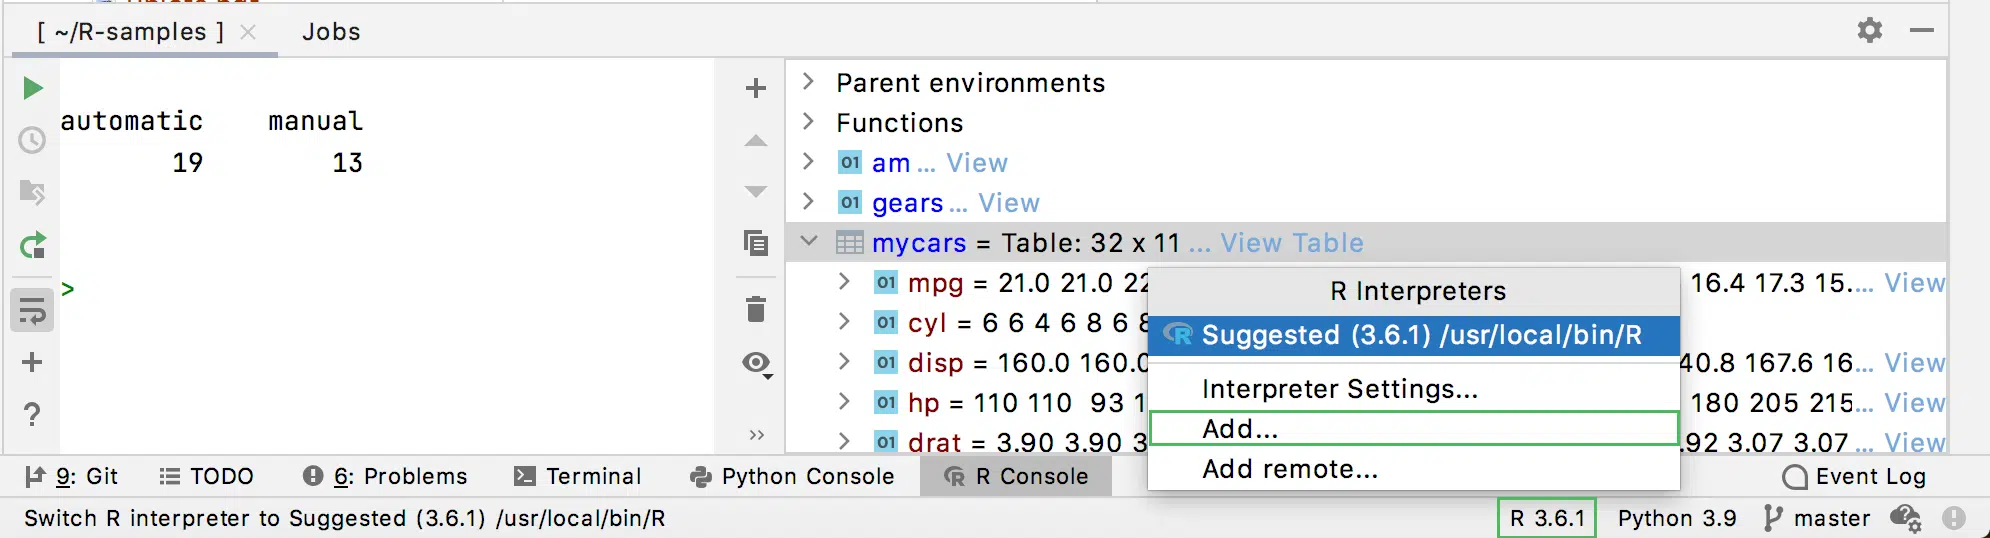 [ ~/R-samples ] Jobs
automatic manual
19 13
>
Parent environments
Functions
01 am ... View
01 gears ... View
mycars = Table: 32 x 11 ... View Table
01 mpg = 21.0 21.0 22 16.4 17.3 15.... View
01 cyl = 6 6 4 6 8 6 8
01 disp = 160.0 160.0 40.8 167.6 16... View
01 hp = 110 110 93 1 180 205 215... View
01 drat = 3.90 3.90 3 .92 3.07 3.07 ... View
R Interpreters
Suggested (3.6.1) /usr/local/bin/R
Interpreter Settings...
Add...
Add remote...
9: Git TODO 6: Problems Terminal Python Console R Console Event Log
Switch R interpreter to Suggested (3.6.1) /usr/local/bin/R R 3.6.1 Python 3.9 master